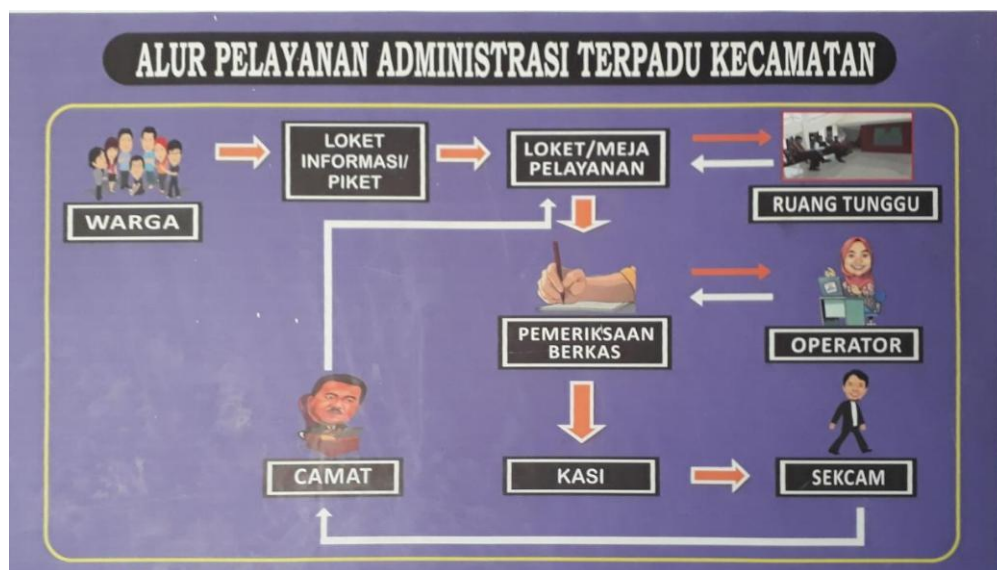 ALUR PELAYANAN ADMINISTRASI TERPADU KECAMATAN
WARGA
LOKET
INFORMASI/
PIKET
LOKET/MEJA
PELAYANAN
RUANG TUNGGU
PEMERIKSAAN
BERKAS
OPERATOR
CAMAT
KASI
SEKCAM